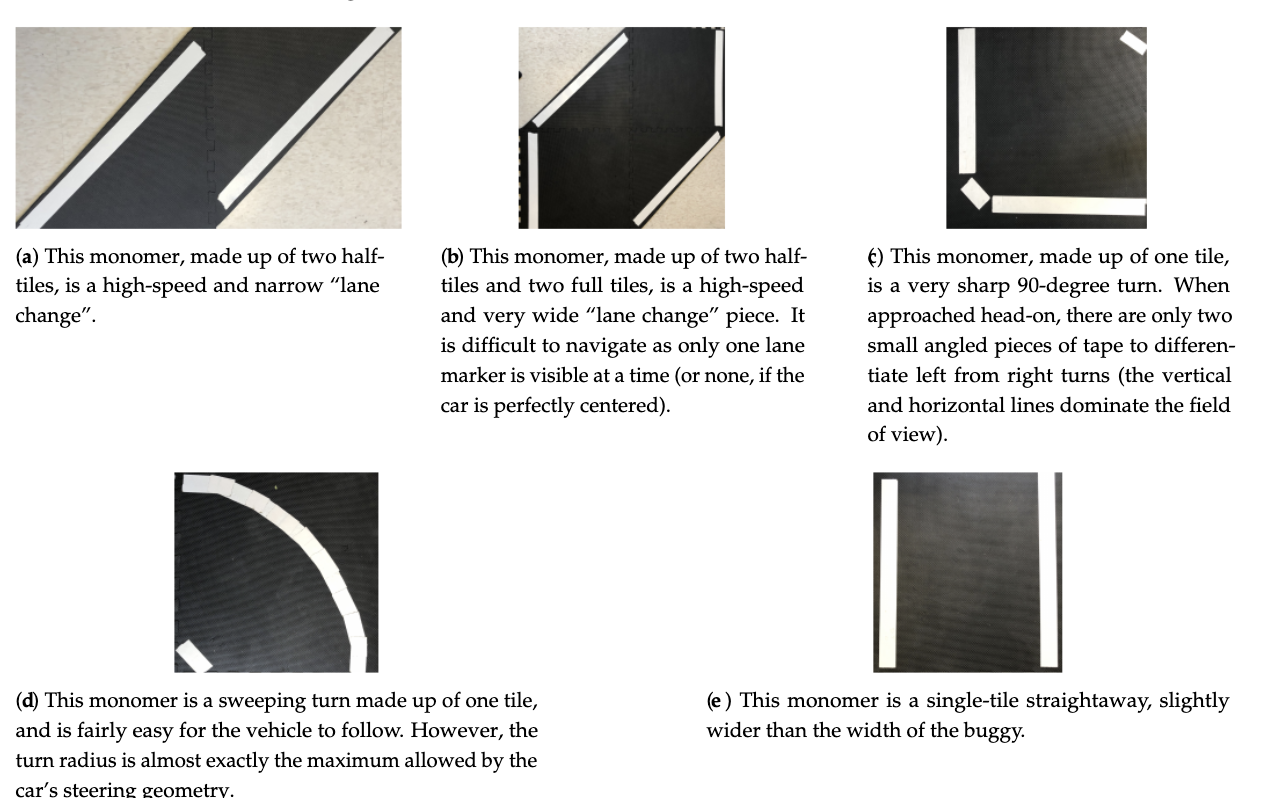 (a) This monomer, made up of two half-
tiles, is a high-speed and narrow “lane
change”.
(b) This monomer, made up of two half-
tiles and two full tiles, is a high-speed
and very wide “lane change” piece. It
is difficult to navigate as only one lane
marker is visible at a time (or none, if the
car is perfectly centered).
(c) This monomer, made up of one tile,
is a very sharp 90-degree turn. When
approached head-on, there are only two
small angled pieces of tape to differen-
tiate left from right turns (the vertical
and horizontal lines dominate the field
of view).
(d) This monomer is a sweeping turn made up of one tile,
and is fairly easy for the vehicle to follow. However, the
turn radius is almost exactly the maximum allowed by the
car’s steering geometry.
(e) This monomer is a single-tile straightaway, slightly
wider than the width of the buggy.